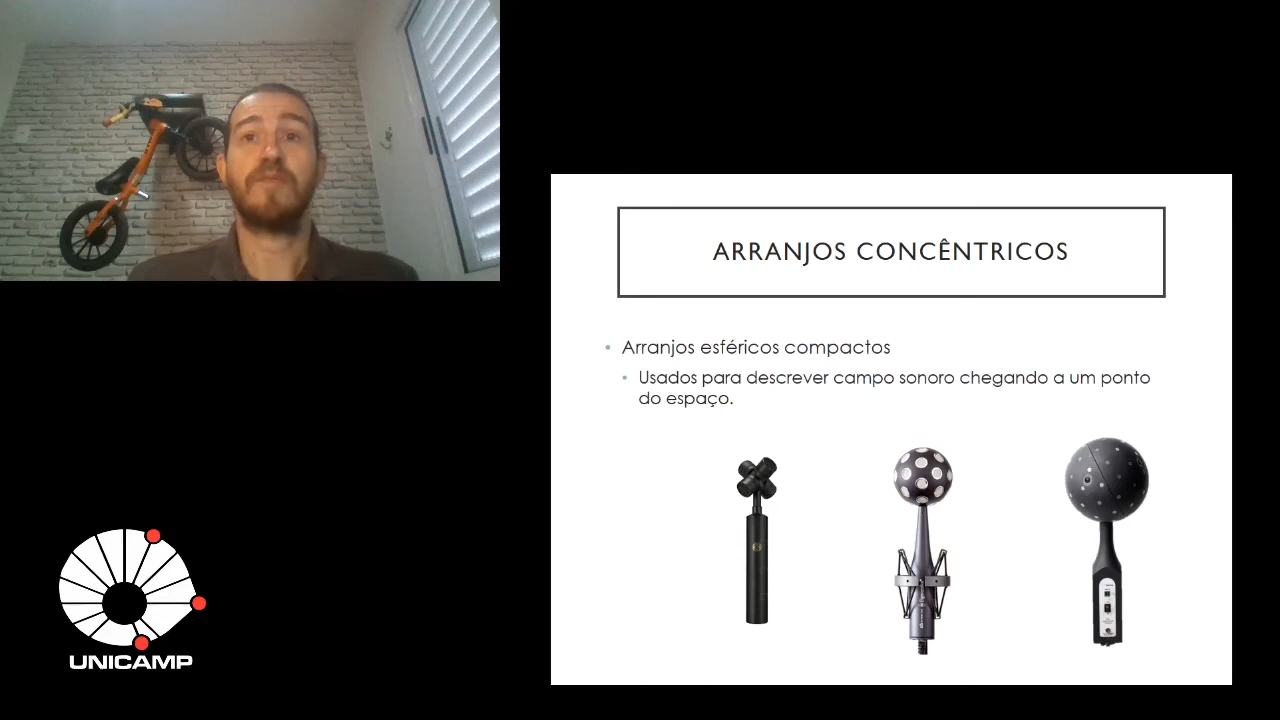 ARRANJOS CONCÊNTRICOS
Arranjos esféricos compactos
Usados para descrever campo sonoro chegando a um ponto
do espaço.
UNICAMP